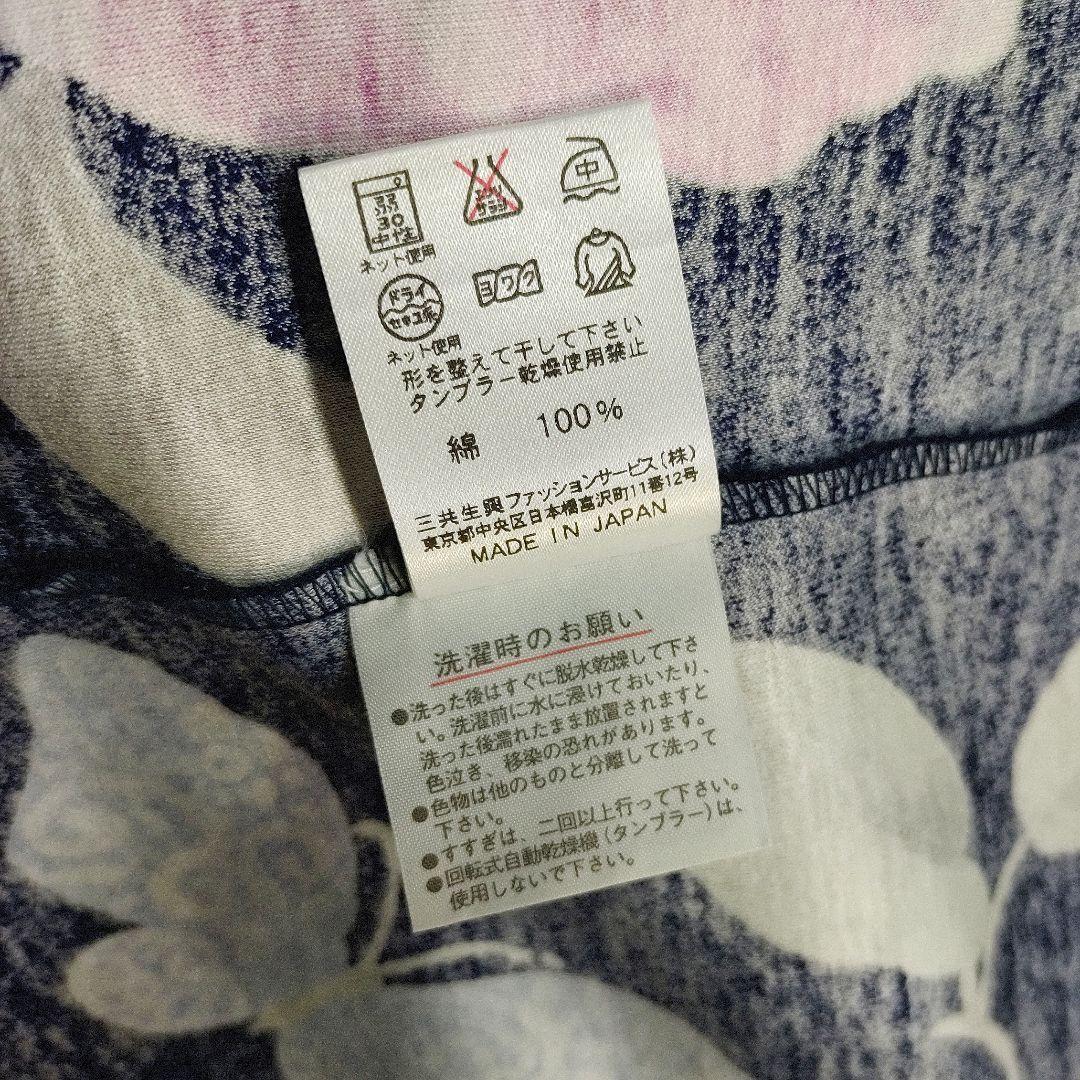 弱
30
中性
ネット使用
エンソ
サラシ
中
ドライ
セキユ系
ネット使用
ヨワク
形を整えて干して下さい
タンブラー乾燥使用禁止
綿 100%
三共生興ファッションサービス(株)
東京都中央区日本橋富沢町11番12号
MADE IN JAPAN
洗濯時のお願い
●洗った後はすぐに脱水乾燥して下さ
い。洗濯前に水に浸けておいたり、
洗った後濡れたまま放置されますと
色泣き、移染の恐れがあります。
●色物は他のものと分離して洗って
下さい。
●すすぎは、二回以上行って下さい。
●回転式自動乾燥機(タンブラー)は、
使用しないで下さい。